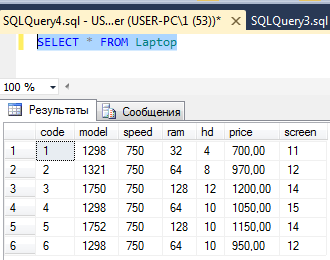 SQLQuery4.sql - US...er (USER-PC\1 (53))* × SQLQuery3.sql
SELECT * FROM Laptop
100 %
Результаты Сообщения
code model speed ram hd price screen
1 1 1298 750 32 4 700,00 11
2 2 1321 750 64 8 970,00 12
3 3 1750 750 128 12 1200,00 14
4 4 1298 750 64 10 1050,00 15
5 5 1752 750 128 10 1150,00 14
6 6 1298 750 64 10 950,00 12